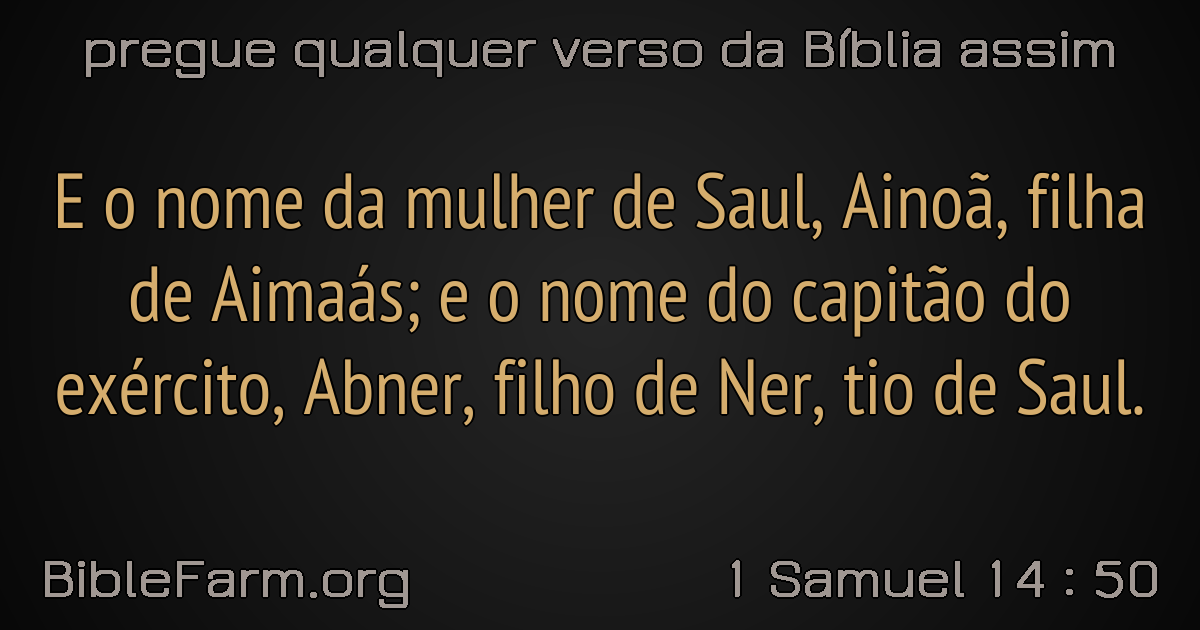 pregue qualquer verso da Bíblia assim
E o nome da mulher de Saul, Ainoã, filha
de Aimaás; e o nome do capitão do
exército, Abner, filho de Ner, tio de Saul.
BibleFarm.org
1 Samuel 14 : 50